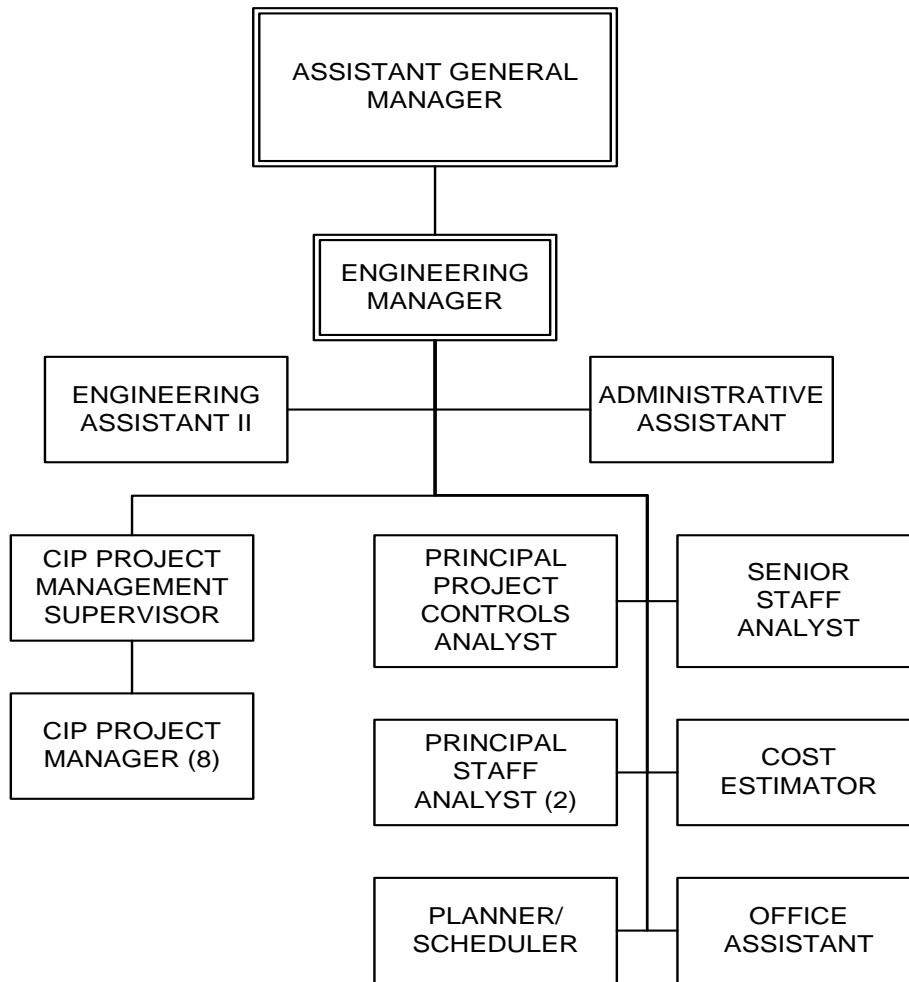 ASSISTANT GENERAL
MANAGER
ENGINEERING
MANAGER
ENGINEERING
ASSISTANT II
ADMINISTRATIVE
ASSISTANT
CIP PROJECT
MANAGEMENT
SUPERVISOR
CIP PROJECT
MANAGER (8)
PRINCIPAL
PROJECT
CONTROLS
ANALYST
SENIOR
STAFF
ANALYST
PRINCIPAL
STAFF
ANALYST (2)
COST
ESTIMATOR
PLANNER/
SCHEDULER
OFFICE
ASSISTANT